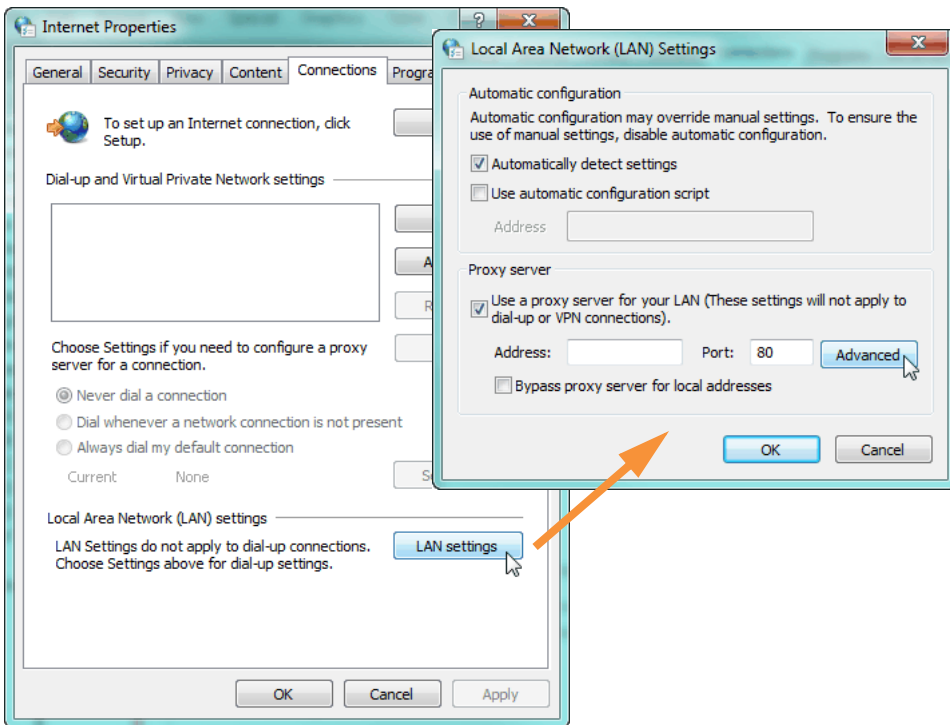 Internet Properties
General Security Privacy Content Connections
To set up an Internet connection, click
Setup.
Dial-up and Virtual Private Network settings
Choose Settings if you need to configure a proxy
server for a connection.
Never dial a connection
Dial whenever a network connection is not present
Always dial my default connection
Current None
Local Area Network (LAN) settings
LAN Settings do not apply to dial-up connections.
Choose Settings above for dial-up settings.
LAN settings
OK Cancel Apply
Local Area Network (LAN) Settings
Automatic configuration
Automatic configuration may override manual settings. To ensure the
use of manual settings, disable automatic configuration.
Automatically detect settings
Use automatic configuration script
Address
Proxy server
Use a proxy server for your LAN (These settings will not apply to
dial-up or VPN connections).
Address: Port: 80 Advanced
Bypass proxy server for local addresses
OK Cancel